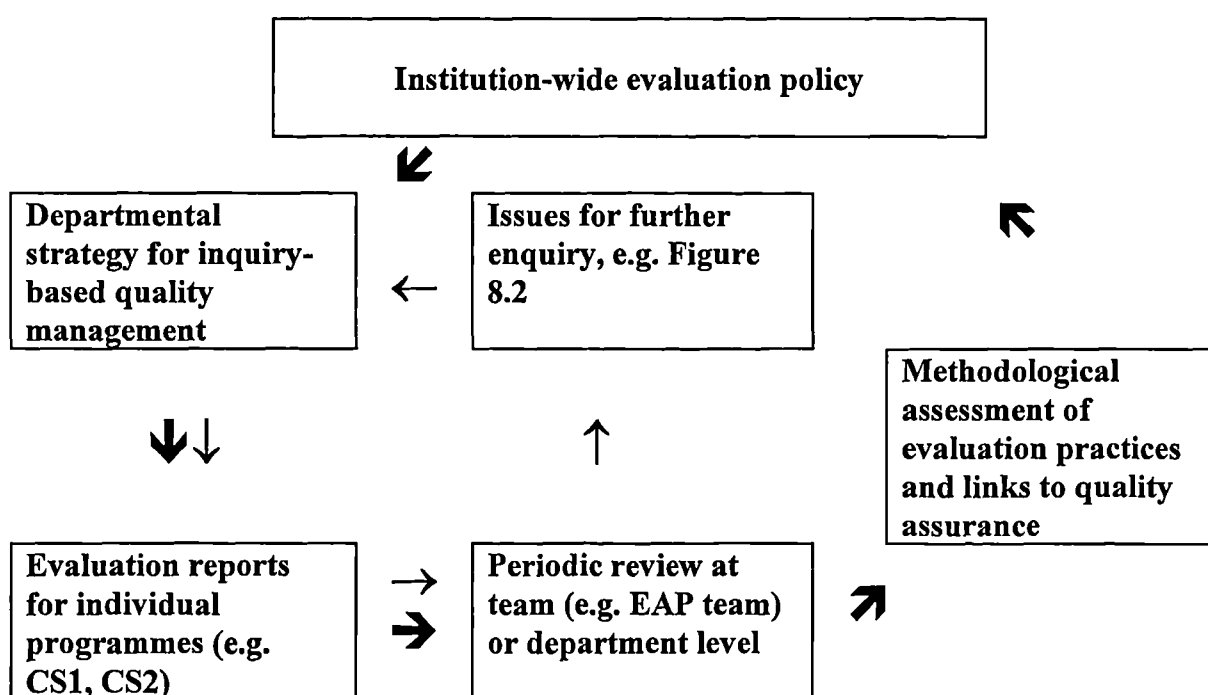 Institution-wide evaluation policy
Departmental
strategy for inquiry-
based quality
management
Issues for further
enquiry, e.g. Figure
8.2
Methodological
assessment of
evaluation practices
and links to quality
assurance
Evaluation reports
for individual
programmes (e.g.
CS1, CS2)
Periodic review at
team (e.g. EAP team)
or department level